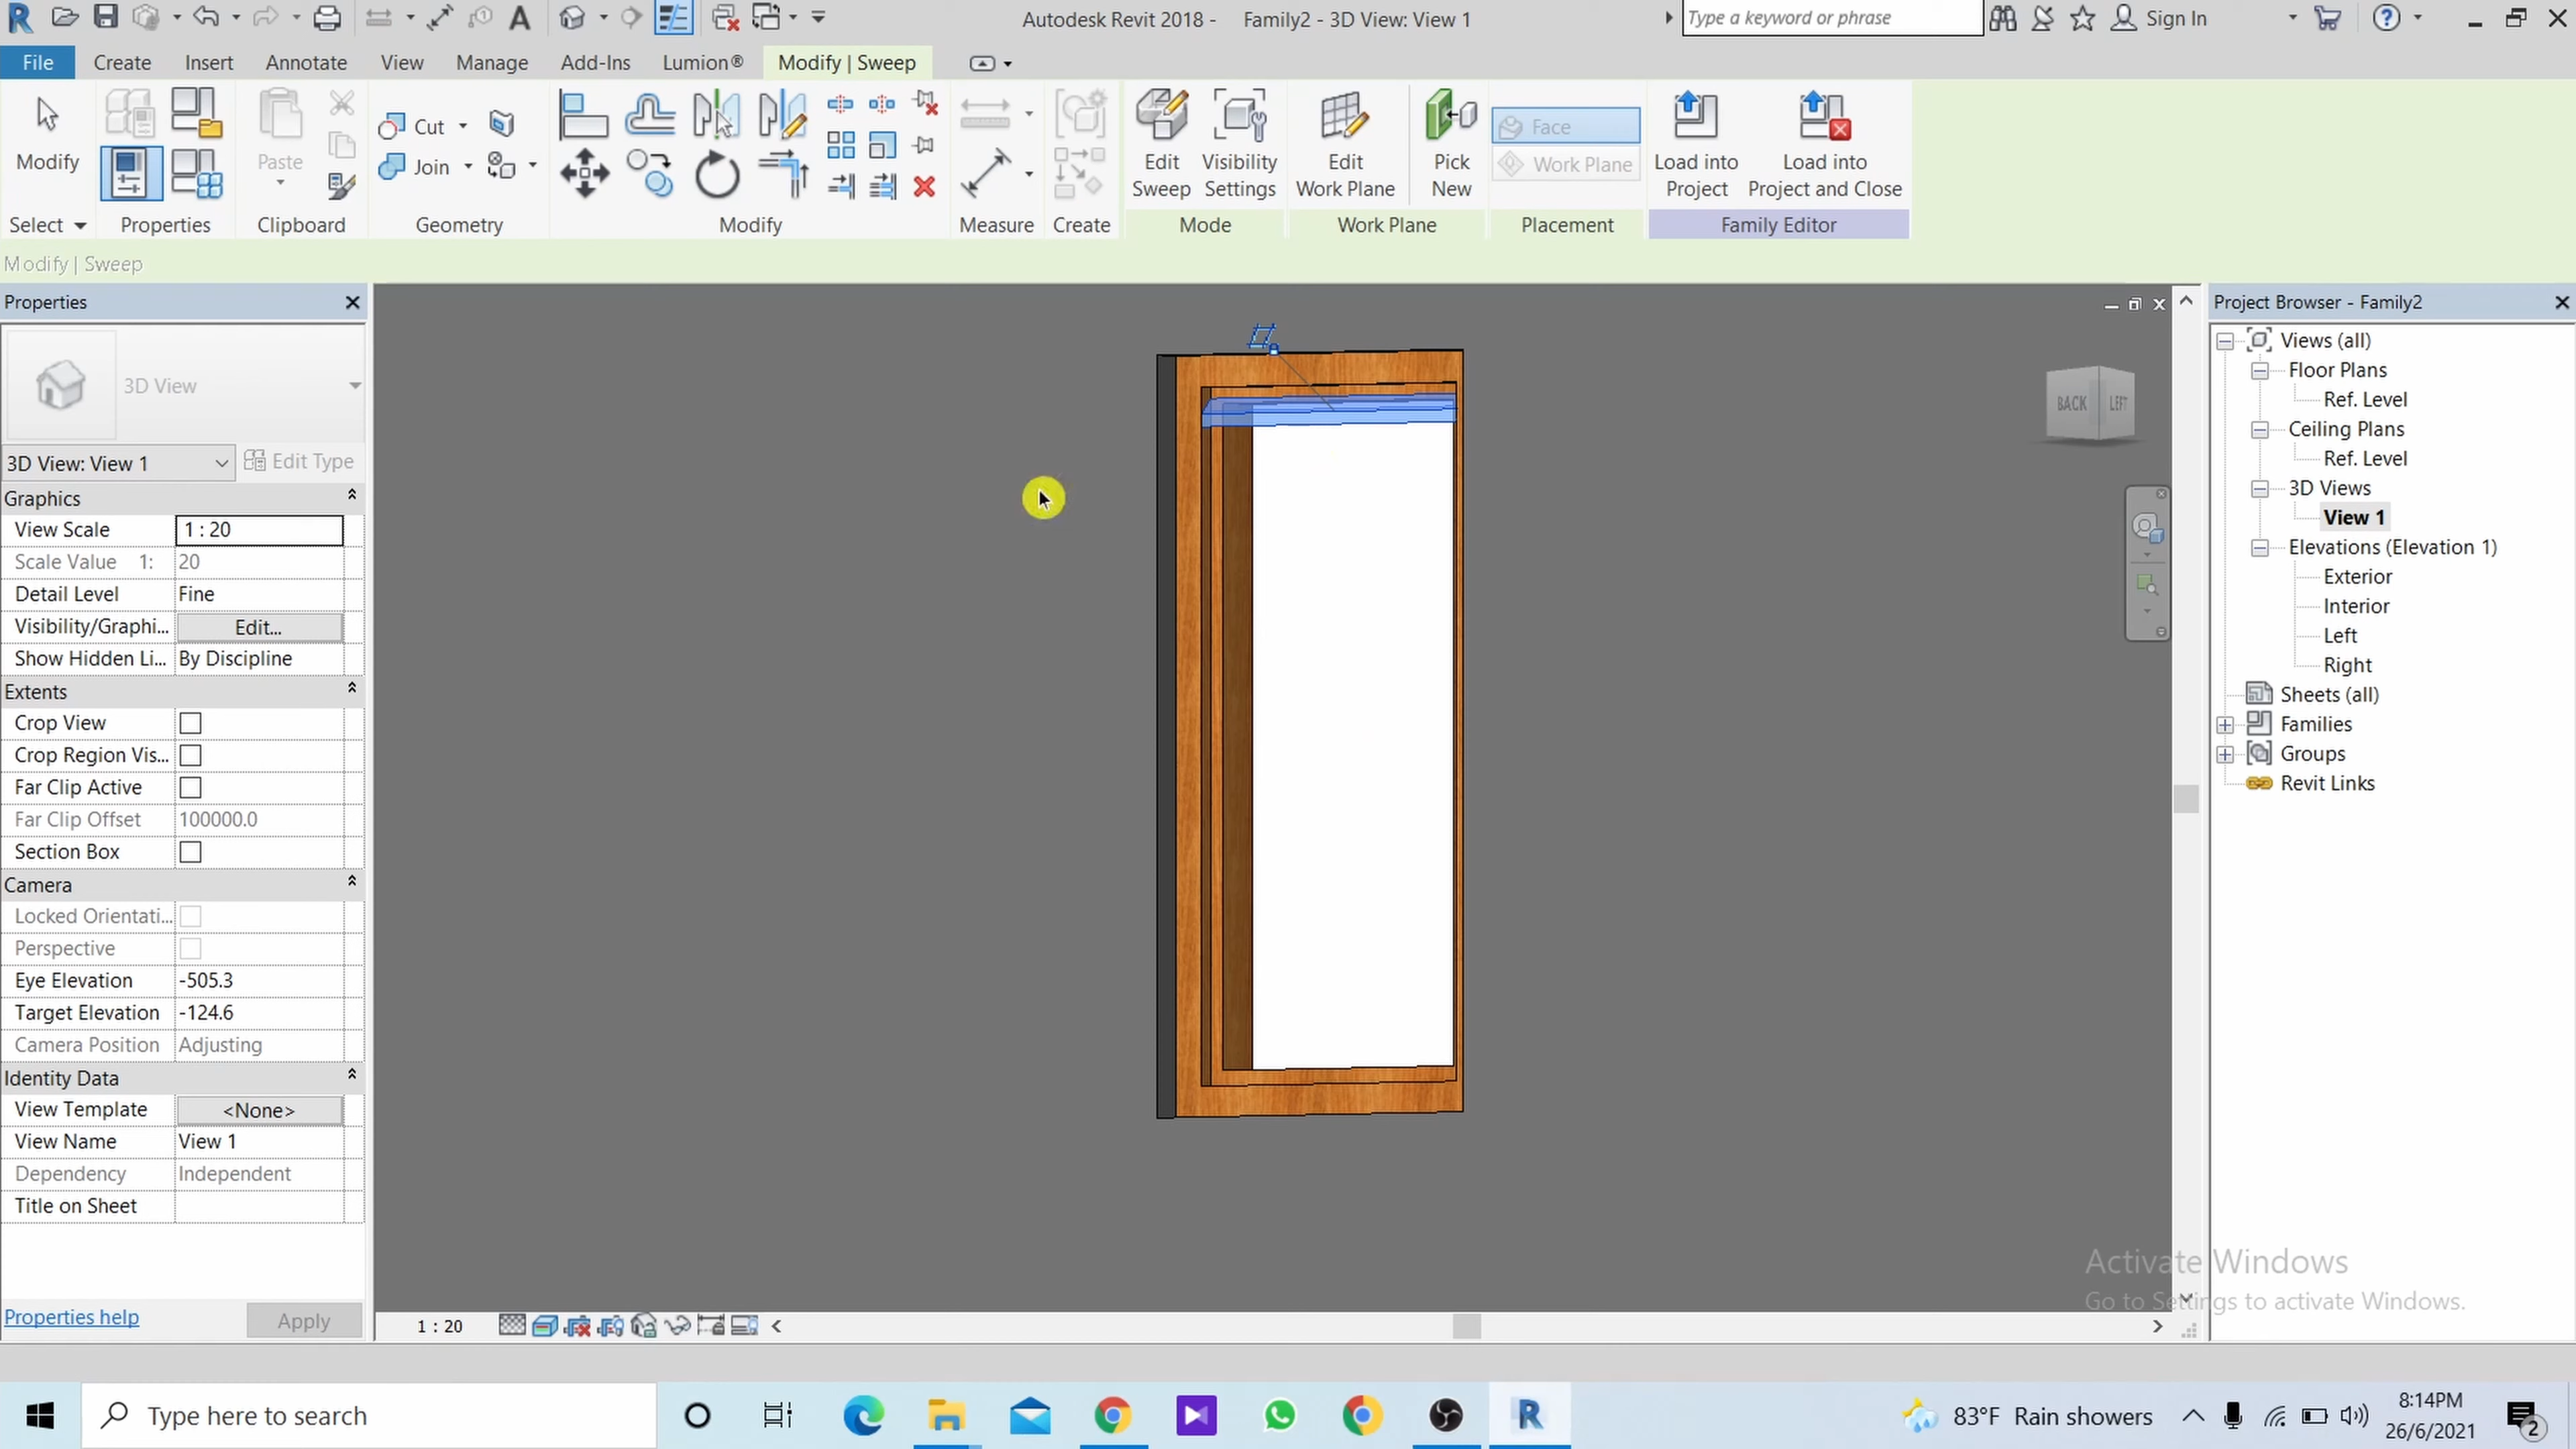 Autodesk Revit 2018 - Family2 - 3D View: View 1
Type a keyword or phrase
Sign In
File Create Insert Annotate View Manage Add-Ins Lumion® Modify | Sweep
Modify
Cut
Join
Paste
Edit Sweep
Visibility Settings
Edit Work Plane
Pick New
Face
Work Plane
Load into Project
Load into Project and Close
Select Properties Clipboard Geometry Modify Measure Create Mode Work Plane Placement Family Editor
Modify | Sweep
Properties
3D View
3D View: View 1 Edit Type
Graphics
View Scale 1 : 20
Scale Value 1: 20
Detail Level Fine
Visibility/Graphi... Edit...
Show Hidden Li... By Discipline
Extents
Crop View
Crop Region Vis...
Far Clip Active
Far Clip Offset 100000.0
Section Box
Camera
Locked Orientati...
Perspective
Eye Elevation -505.3
Target Elevation -124.6
Camera Position Adjusting
Identity Data
View Template <None>
View Name View 1
Dependency Independent
Title on Sheet
Properties help Apply
BACK LEFT
1 : 20
Project Browser - Family2
Views (all)
Floor Plans
Ref. Level
Ceiling Plans
Ref. Level
3D Views
View 1
Elevations (Elevation 1)
Exterior
Interior
Left
Right
Sheets (all)
Families
Groups
Revit Links
Activate Windows
Go to Settings to activate Windows.
Type here to search
83°F Rain showers
8:14PM
26/6/2021
2